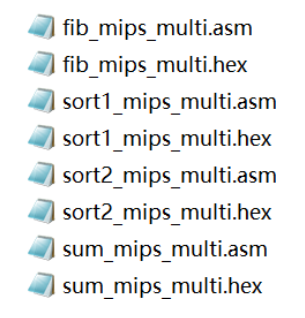 fib_mips_multi.asm
fib_mips_multi.hex
sort1_mips_multi.asm
sort1_mips_multi.hex
sort2_mips_multi.asm
sort2_mips_multi.hex
sum_mips_multi.asm
sum_mips_multi.hex